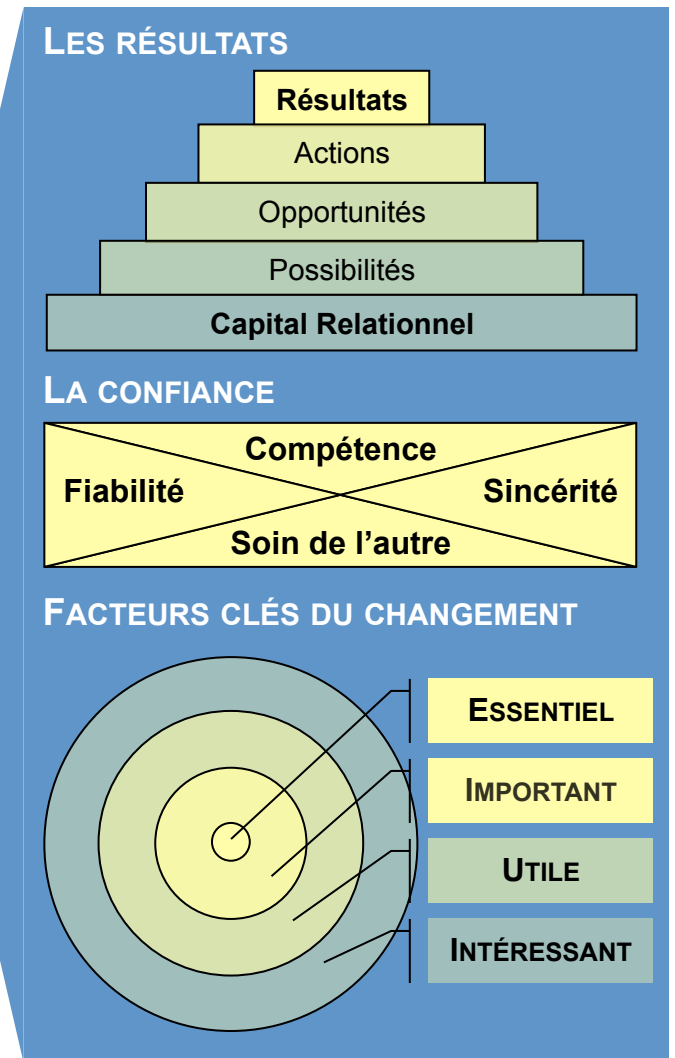 LES RÉSULTATS
Résultats
Actions
Opportunités
Possibilités
Capital Relationnel
LA CONFIANCE
Compétence
Fiabilité
Sincérité
Soin de l'autre
FACTEURS CLÉS DU CHANGEMENT
ESSENTIEL
IMPORTANT
UTILE
INTÉRESSANT